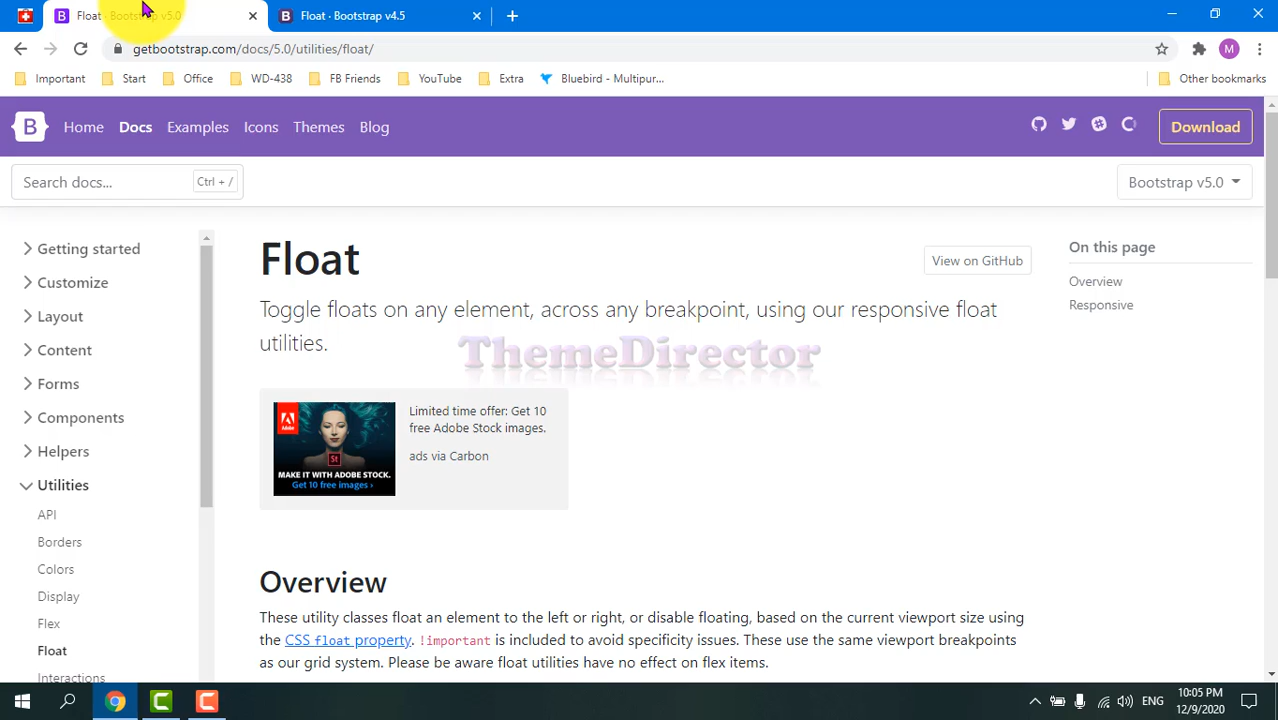 Float · Bootstrap v5.0
Float · Bootstrap v4.5
getbootstrap.com/docs/5.0/utilities/float/
M
Important
Start
Office
WD-438
FB Friends
YouTube
Extra
Bluebird - Multipur...
Other bookmarks
B
Home
Docs
Examples
Icons
Themes
Blog
Download
Search docs...
Ctrl + /
Bootstrap v5.0
Getting started
Customize
Layout
Content
Forms
Components
Helpers
Utilities
API
Borders
Colors
Display
Flex
Float
Interactions
Float
View on GitHub
Toggle floats on any element, across any breakpoint, using our responsive float
utilities.
ThemeDirector
Adobe
St
MAKE IT WITH ADOBE STOCK.
Get 10 free images ›
Limited time offer: Get 10
free Adobe Stock images.
ads via Carbon
Overview
These utility classes float an element to the left or right, or disable floating, based on the current viewport size using
the CSS float property. !important is included to avoid specificity issues. These use the same viewport breakpoints
as our grid system. Please be aware float utilities have no effect on flex items.
On this page
Overview
Responsive
ENG
10:05 PM
12/9/2020